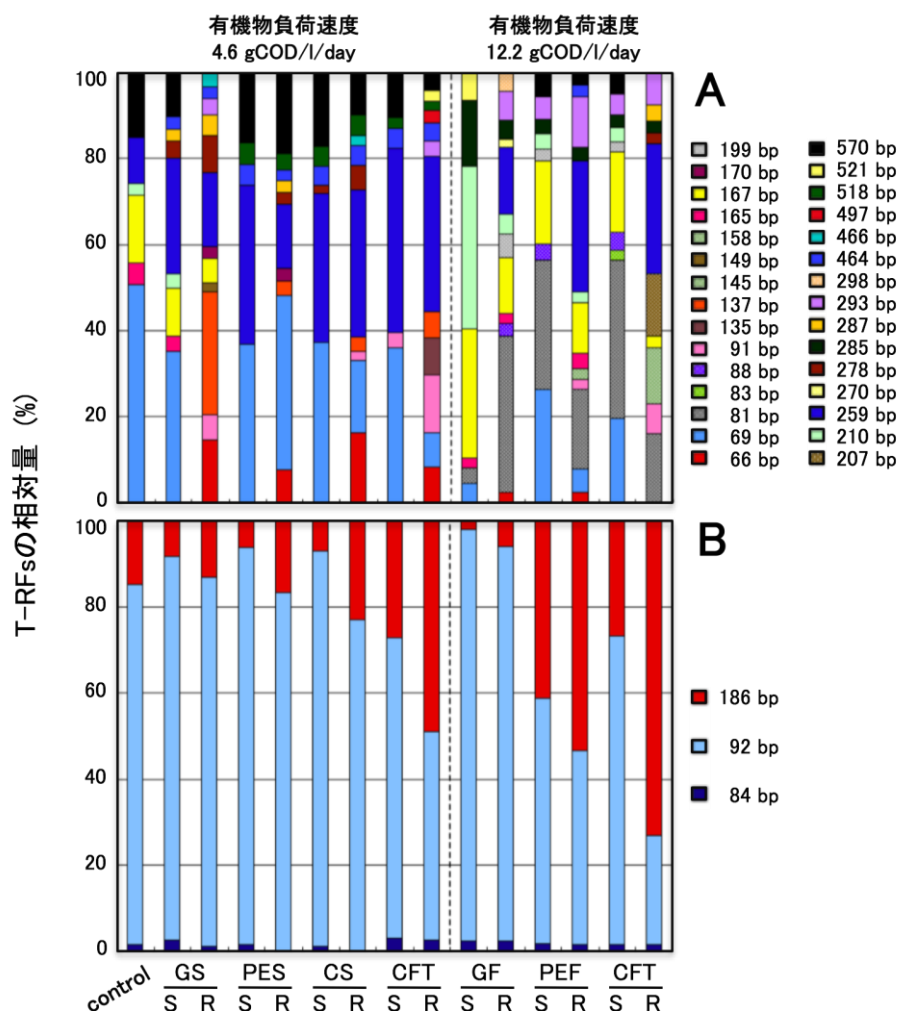 有機物負荷速度
4.6 gCOD/l/day
有機物負荷速度
12.2 gCOD/l/day
T-RFsの相対量 (%)
100
80
60
40
20
0
A
199 bp
170 bp
167 bp
165 bp
158 bp
149 bp
145 bp
137 bp
135 bp
91 bp
88 bp
83 bp
81 bp
69 bp
66 bp
570 bp
521 bp
518 bp
497 bp
466 bp
464 bp
298 bp
293 bp
287 bp
285 bp
278 bp
270 bp
259 bp
210 bp
207 bp
100
80
60
40
20
0
B
186 bp
92 bp
84 bp
control GS PES CS CFT GF PEF CFT
S R S R S R S R S R S R S R